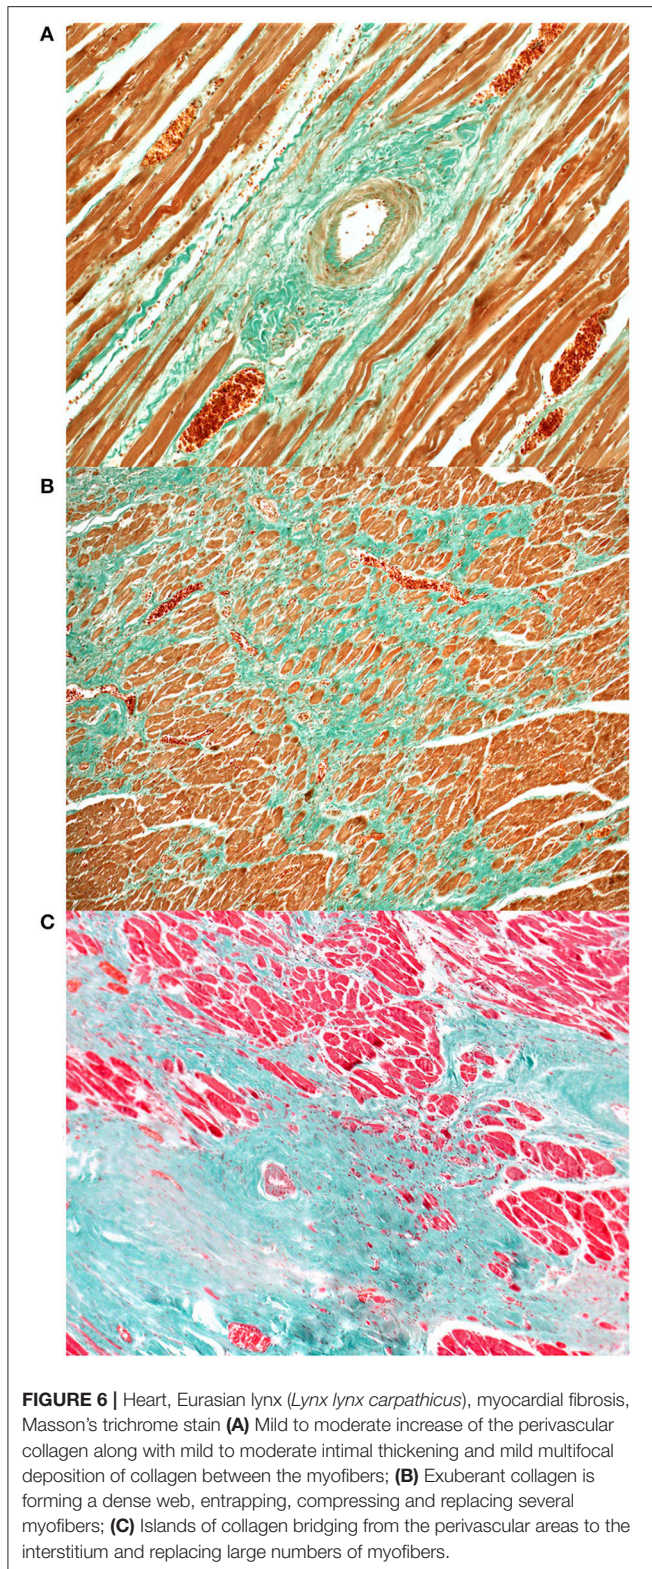 A
B
C
FIGURE 6 | Heart, Eurasian lynx (Lynx lynx carpathicus), myocardial fibrosis,
Masson's trichrome stain (A) Mild to moderate increase of the perivascular
collagen along with mild to moderate intimal thickening and mild multifocal
deposition of collagen between the myofibers; (B) Exuberant collagen is
forming a dense web, entrapping, compressing and replacing several
myofibers; (C) Islands of collagen bridging from the perivascular areas to the
interstitium and replacing large numbers of myofibers.